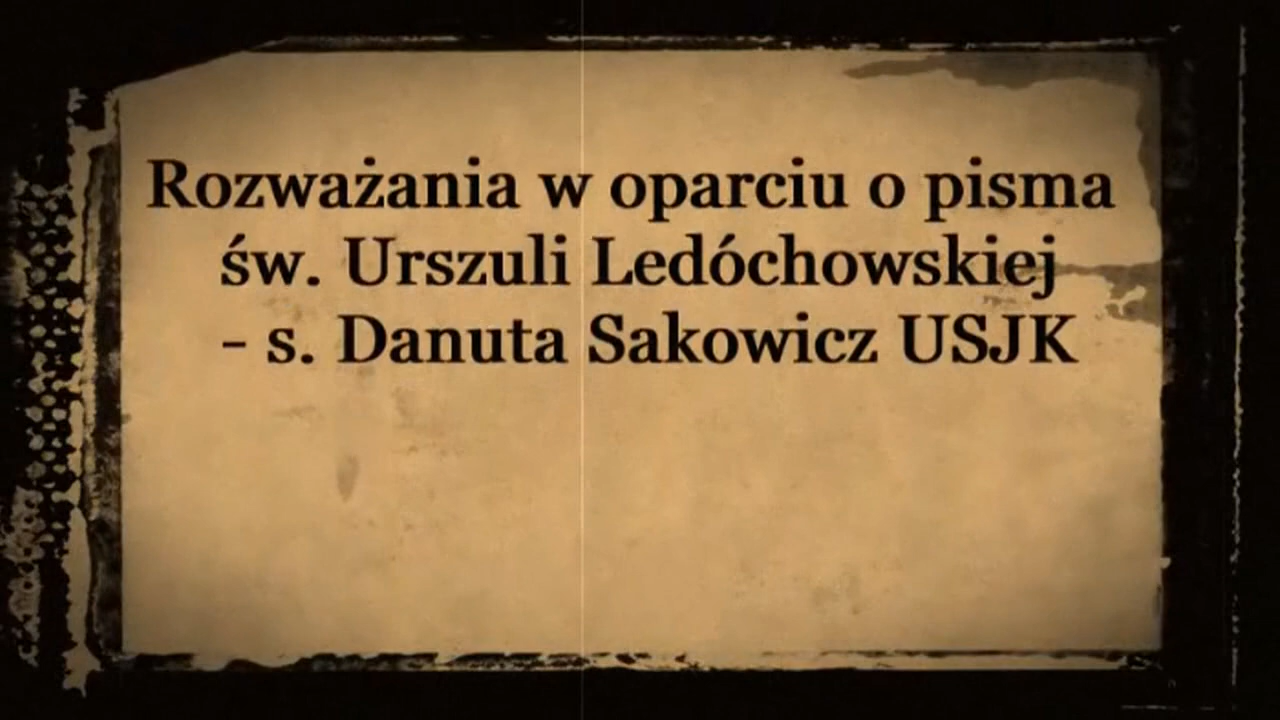 Rozważania w oparciu o pisma
św. Urszuli Ledóchowskiej
- s. Danuta Sakowicz USJK